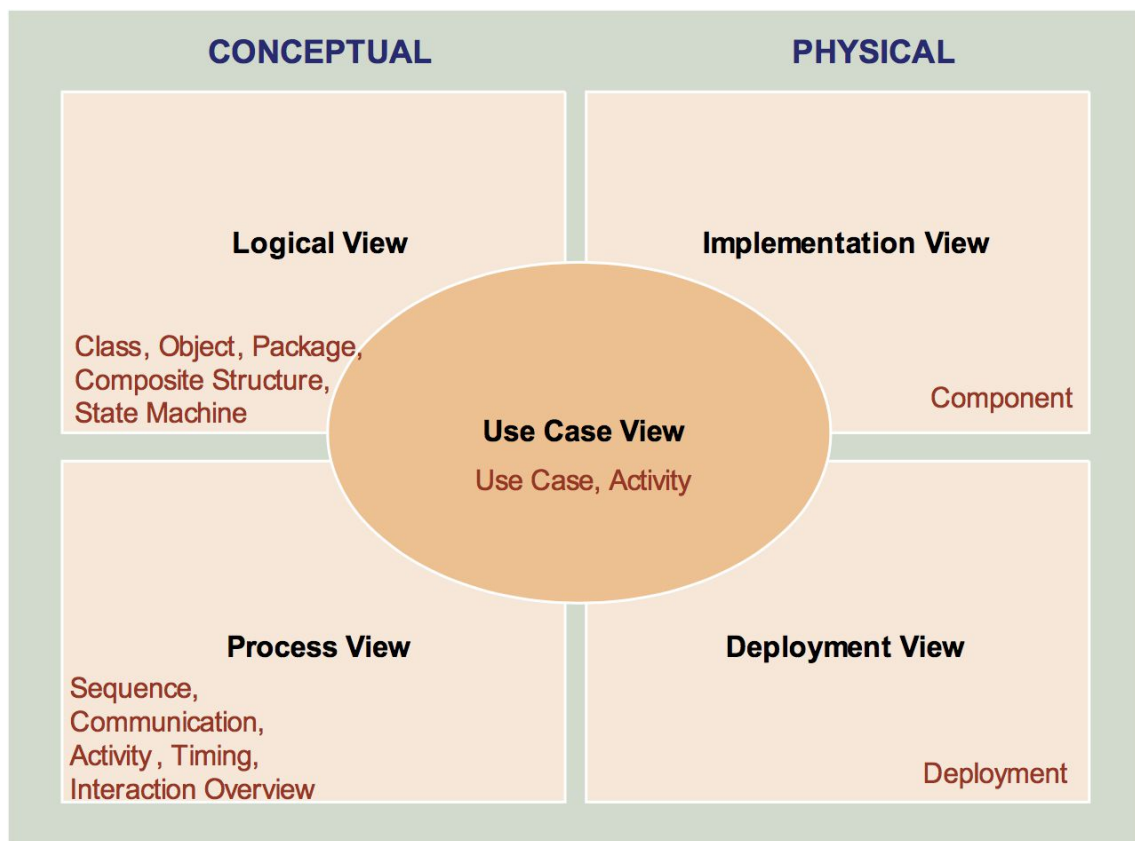 CONCEPTUAL
PHYSICAL
Logical View
Implementation View
Class, Object, Package,
Composite Structure,
State Machine
Component
Use Case View
Use Case, Activity
Process View
Deployment View
Sequence,
Communication,
Activity , Timing,
Interaction Overview
Deployment